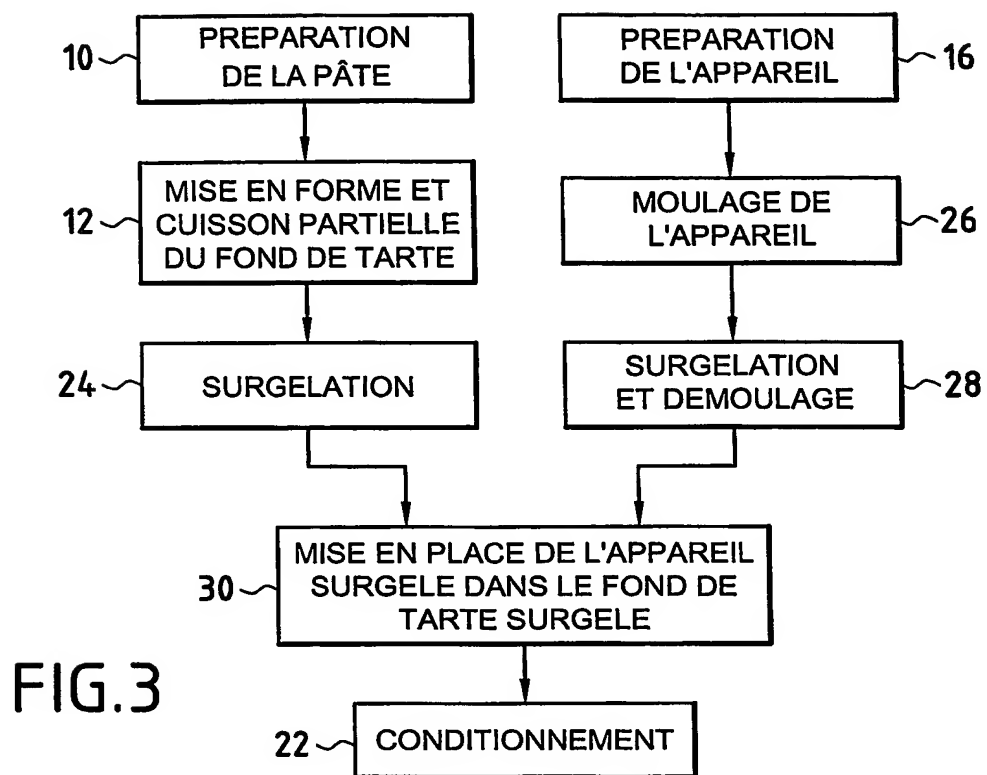 10
PREPARATION
DE LA PÂTE
PREPARATION
DE L'APPAREIL
16
12
MISE EN FORME ET
CUISSON PARTIELLE
DU FOND DE TARTE
MOULAGE DE
L'APPAREIL
26
24
SURGELATION
SURGELATION
ET DEMOULAGE
28
30
MISE EN PLACE DE L'APPAREIL
SURGELE DANS LE FOND DE
TARTE SURGELE
FIG.3
22
CONDITIONNEMENT